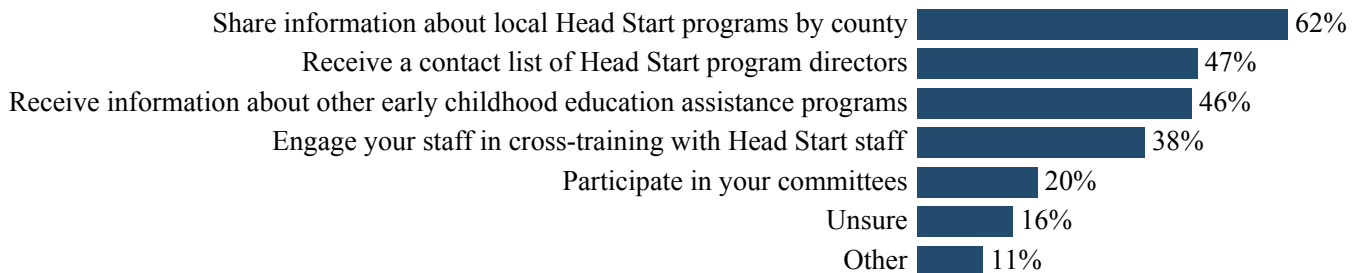 Share information about local Head Start programs by county 62%
Receive a contact list of Head Start program directors 47%
Receive information about other early childhood education assistance programs 46%
Engage your staff in cross-training with Head Start staff 38%
Participate in your committees 20%
Unsure 16%
Other 11%